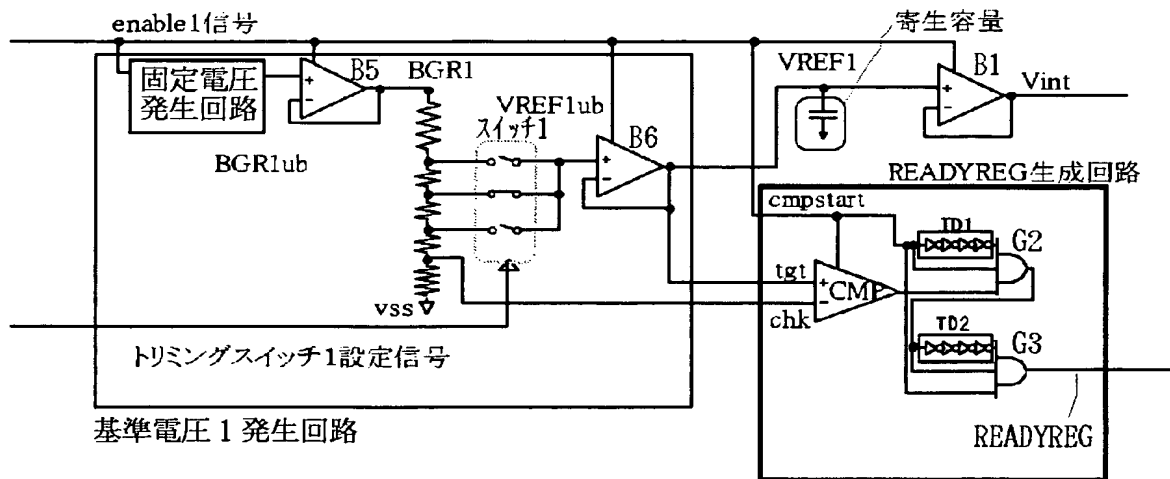 enable1信号
寄生容量
固定電圧
発生回路
+
-
B5
BGR1
VREF1ub
スイッチ1
BGR1ub
+
-
B6
VREF1
+
-
B1
Vint
READYREG生成回路
cmpstart
TD1
G2
tgt
+
-
CMP
chk
TD2
G3
vss
トリミングスイッチ1設定信号
基準電圧1発生回路
READYREG